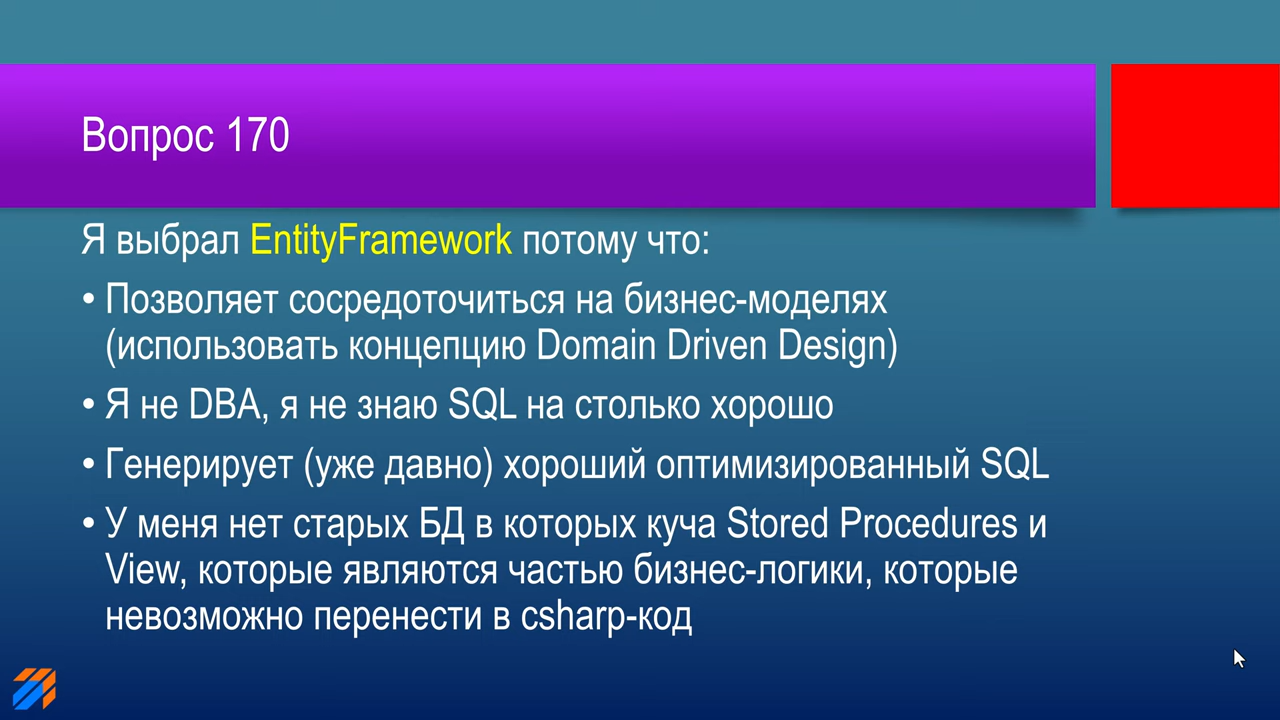 Вопрос 170
Я выбрал EntityFramework потому что:
• Позволяет сосредоточиться на бизнес-моделях
(использовать концепцию Domain Driven Design)
• Я не DBA, я не знаю SQL на столько хорошо
• Генерирует (уже давно) хороший оптимизированный SQL
• У меня нет старых БД в которых куча Stored Procedures и
View, которые являются частью бизнес-логики, которые
невозможно перенести в csharp-код